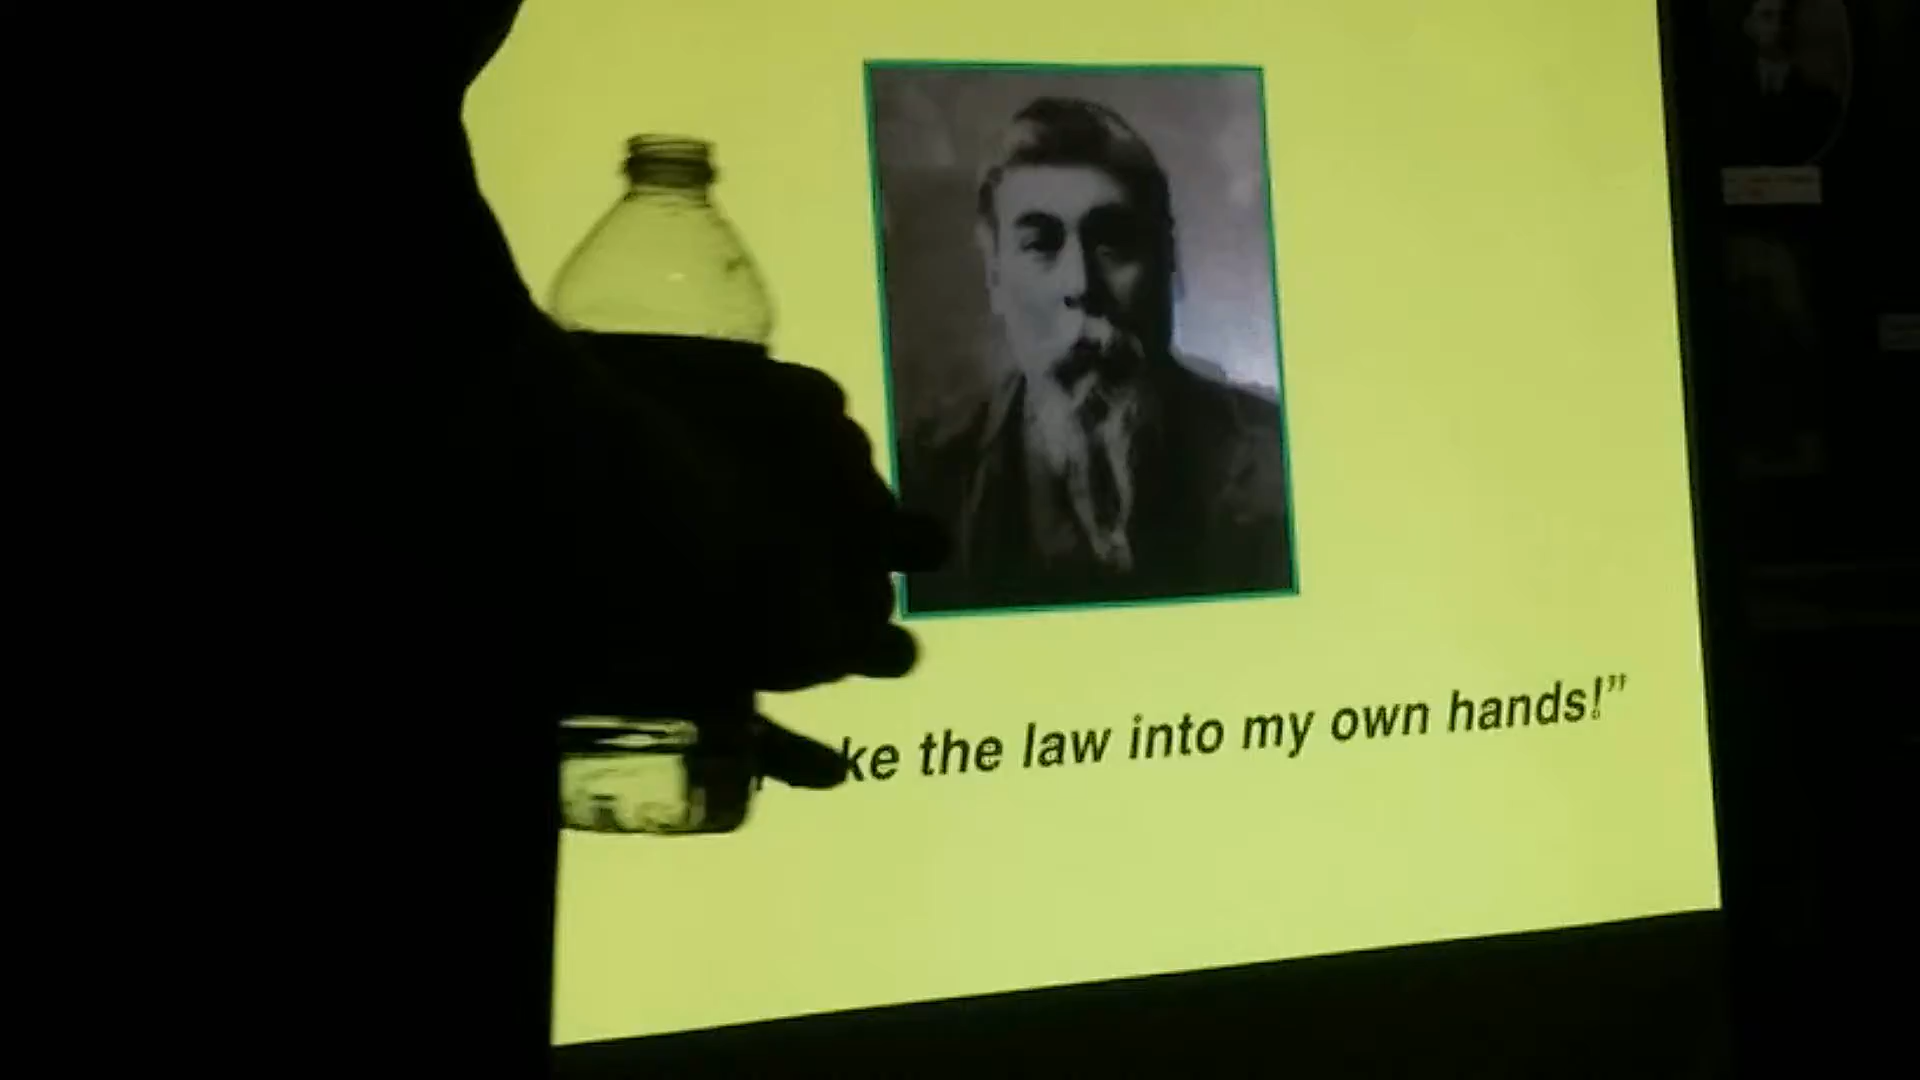 the law into my own hands!”